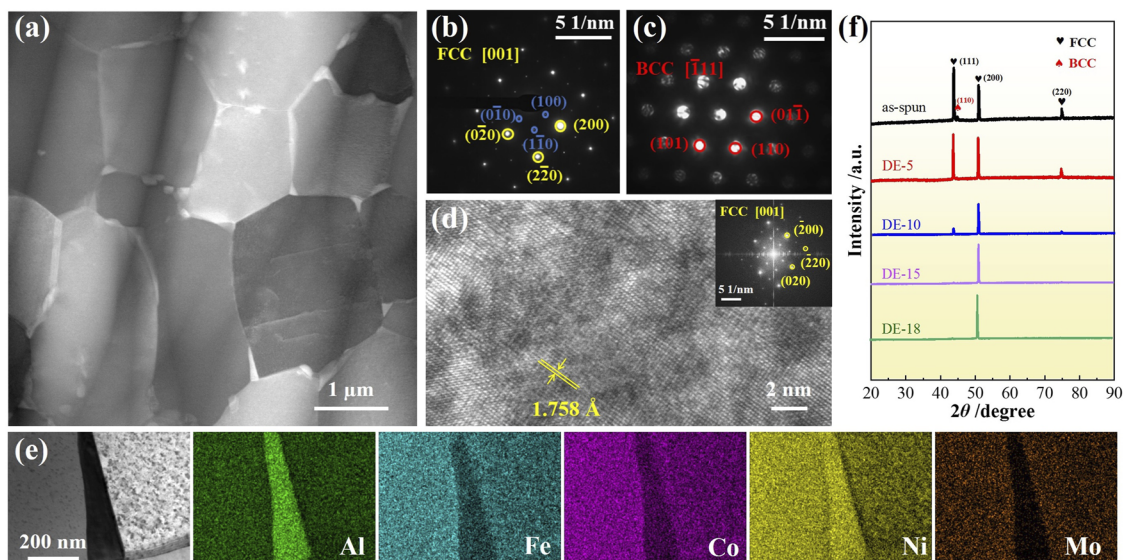 (a)
1 μm
(b)
5 1/nm
FCC [001]
(100)
(01̅0)
(02̅0)
(200)
(11̅0)
(22̅0)
(c)
5 1/nm
BCC [1̅11]
(011̅)
(101)
(110)
(d)
FCC [001]
(2̅00)
(2̅20)
(020)
5 1/nm
1.758 Å
2 nm
(e)
200 nm
Al
Fe
Co
Ni
Mo
(f)
♥ FCC
♠ BCC
(111)
(110)
(200)
(220)
as-spun
DE-5
DE-10
DE-15
DE-18
Intensity /a.u.
20 30 40 50 60 70 80 90
2θ /degree